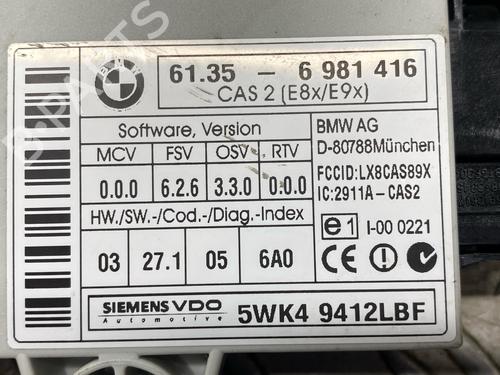 BMW
61.35 - 6 981 416
CAS 2 (E8x/E9x)
Software, Version
MCV FSV OSV RTV
0.0.0 6.2.6 3.3.0 0.0.0
HW./SW.-/Cod.-/Diag.-Index
03 27.1 05 6A0
BMW AG
D-80788München
FCCID:LX8CAS89X
IC:2911A-CAS2
e1 I-00 0221
CE
SIEMENS VDO
Automotive
5WK4 9412LBF